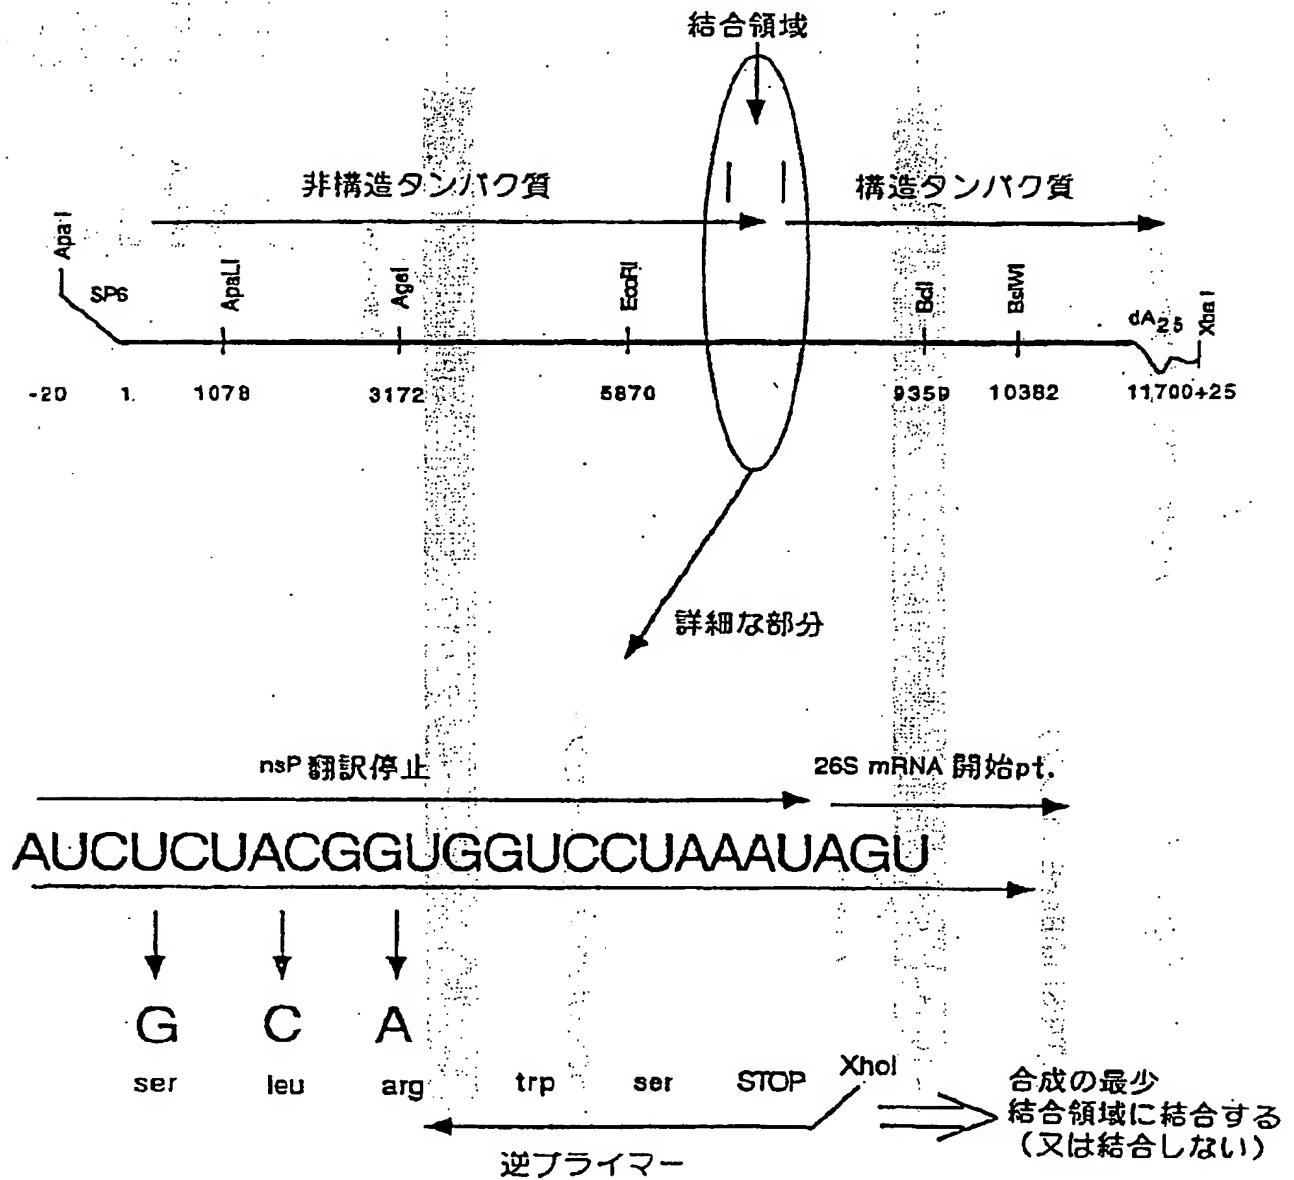 結合領域
非構造タンパク質
構造タンパク質
ApaI
SP6
ApaLI
AgeI
EcoRI
BclI
BsiWI
dA25
XbaI
-20 1 1078 3172 5870 9359 10382 11,700+25
詳細な部分
nsP 翻訳停止
26S mRNA 開始pt.
AUCUCUACGGUGGUCCUAAAUAGU
G C A
ser leu arg trp ser STOP
XhoI
合成の最少
結合領域に結合する
(又は結合しない)
逆プライマー